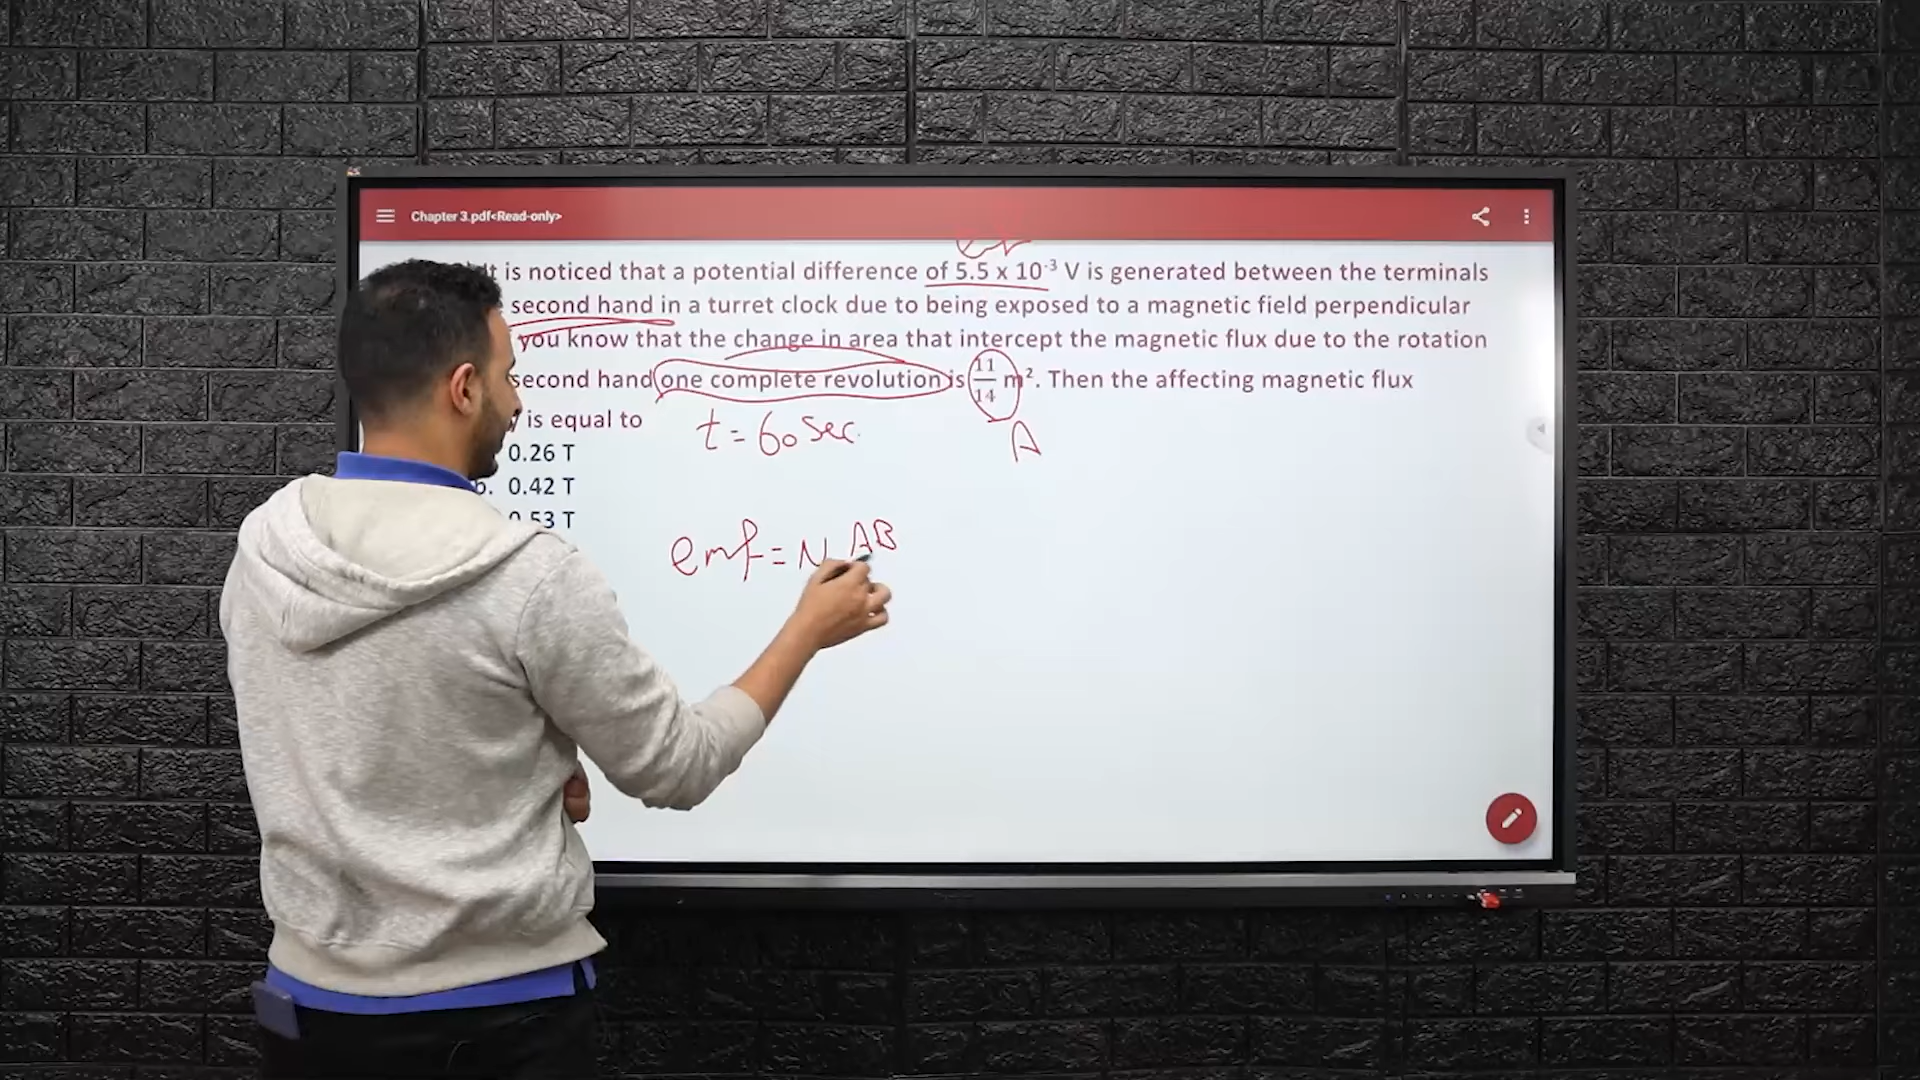 Chapter 3.pdf<Read-only>
emf
It is noticed that a potential difference of 5.5 x 10⁻³ V is generated between the terminals
second hand in a turret clock due to being exposed to a magnetic field perpendicular
you know that the change in area that intercept the magnetic flux due to the rotation
second hand one complete revolution is 11/14 m². Then the affecting magnetic flux
is equal to
t = 60 sec.
A
0.26 T
b. 0.42 T
0.53 T
emf = N AB